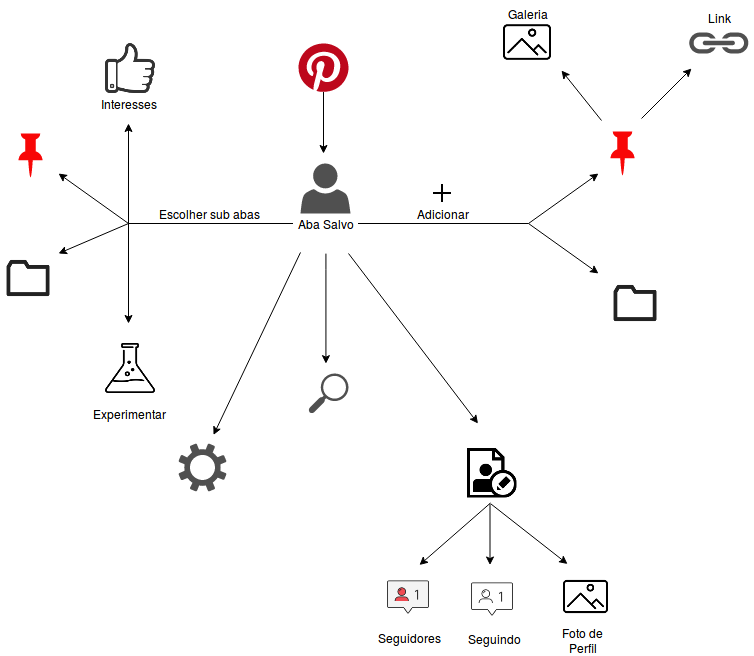 Galeria
Link
Interesses
Escolher sub abas
Aba Salvo
Adicionar
Experimentar
1
1
Seguidores
Seguindo
Foto de
Perfil